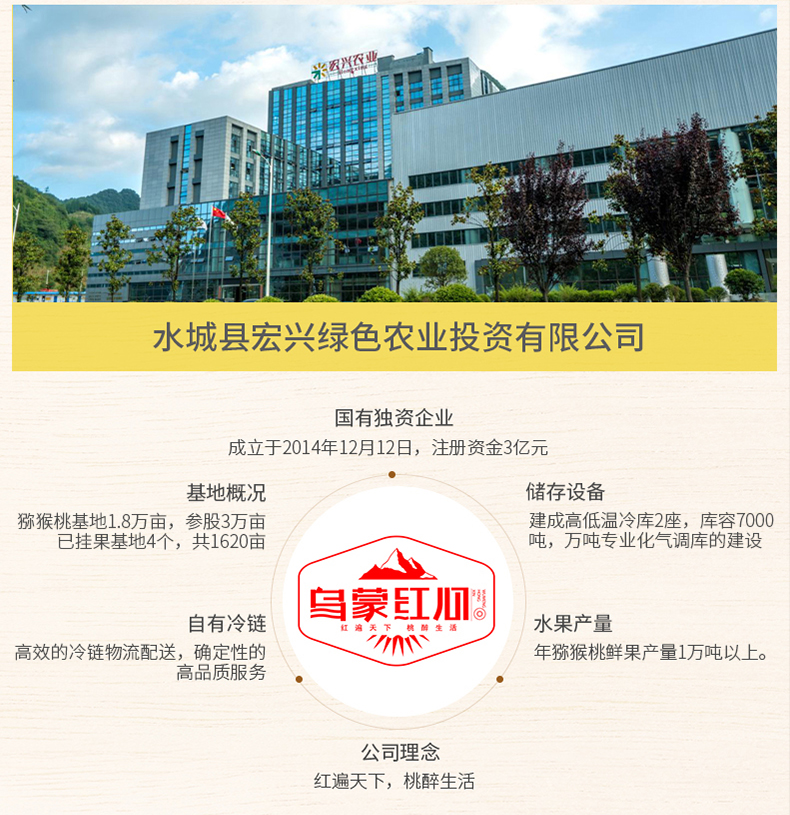 宏兴农业
水城县宏兴绿色农业投资有限公司
国有独资企业
成立于2014年12月12日，注册资金3亿元
基地概况
猕猴桃基地1.8万亩，参股3万亩
已挂果基地4个，共1620亩
储存设备
建成高低温冷库2座，库容7000
吨，万吨专业化气调库的建设
乌蒙红心
红遍天下 桃醉生活
自有冷链
高效的冷链物流配送，确定性的
高品质服务
水果产量
年猕猴桃鲜果产量1万吨以上。
公司理念
红遍天下，桃醉生活